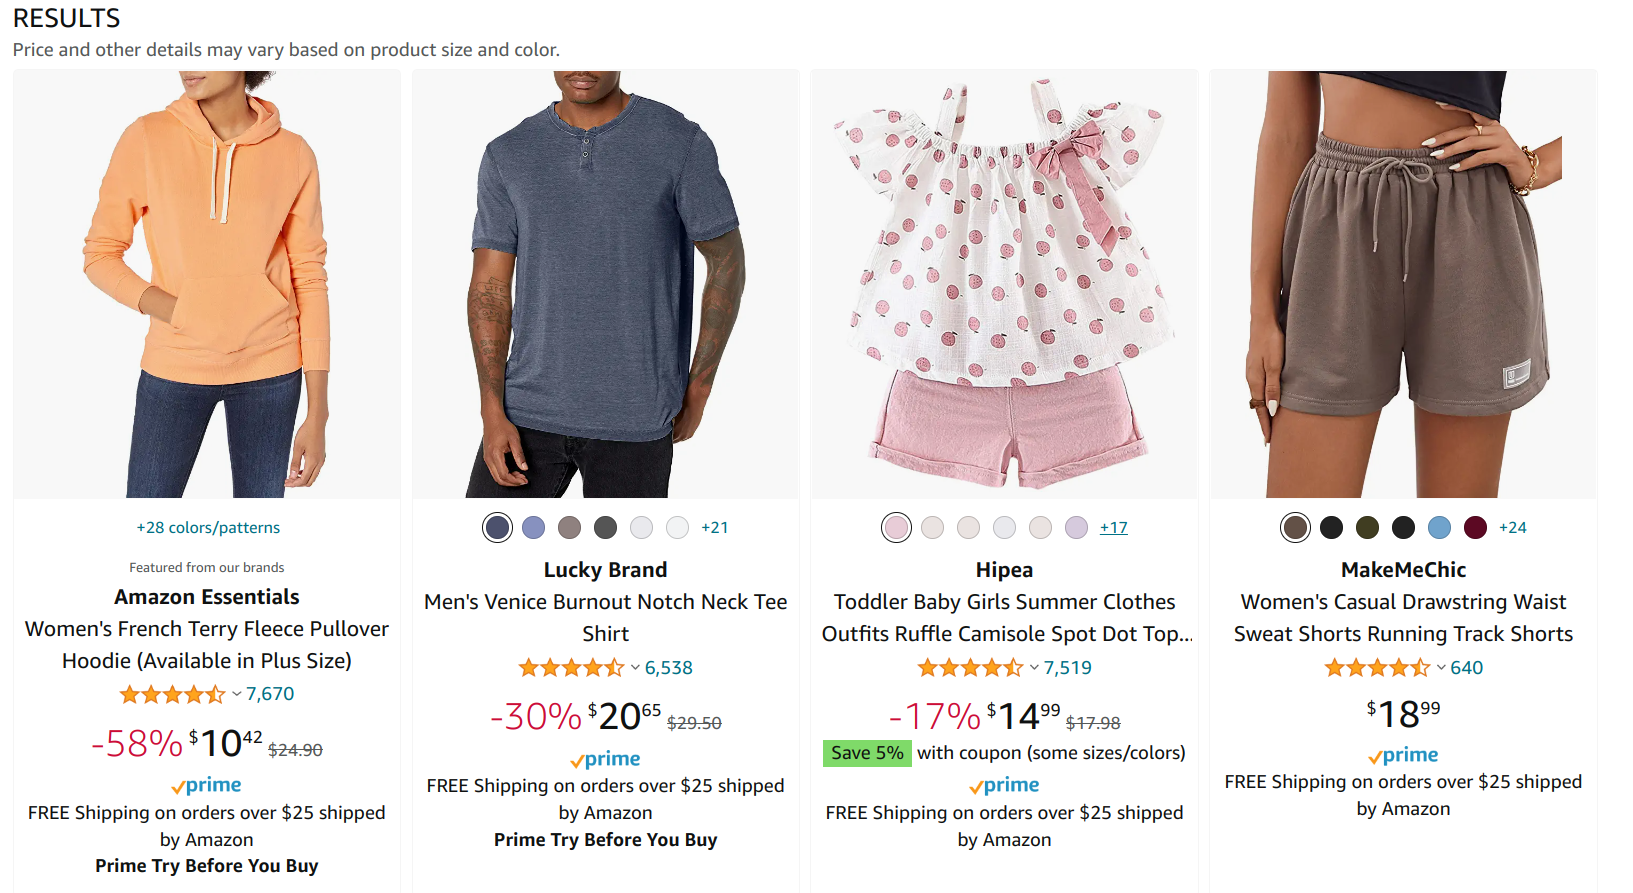 RESULTS
Price and other details may vary based on product size and color.
+28 colors/patterns
Featured from our brands
Amazon Essentials
Women's French Terry Fleece Pullover
Hoodie (Available in Plus Size)
7,670
-58% $10 42 $24.90
prime
FREE Shipping on orders over $25 shipped
by Amazon
Prime Try Before You Buy
+21
Lucky Brand
Men's Venice Burnout Notch Neck Tee
Shirt
6,538
-30% $20 65 $29.50
prime
FREE Shipping on orders over $25 shipped
by Amazon
Prime Try Before You Buy
+17
Hipea
Toddler Baby Girls Summer Clothes
Outfits Ruffle Camisole Spot Dot Top...
7,519
-17% $14 99 $17.98
Save 5% with coupon (some sizes/colors)
prime
FREE Shipping on orders over $25 shipped
by Amazon
+24
MakeMeChic
Women's Casual Drawstring Waist
Sweat Shorts Running Track Shorts
640
$18 99
prime
FREE Shipping on orders over $25 shipped
by Amazon